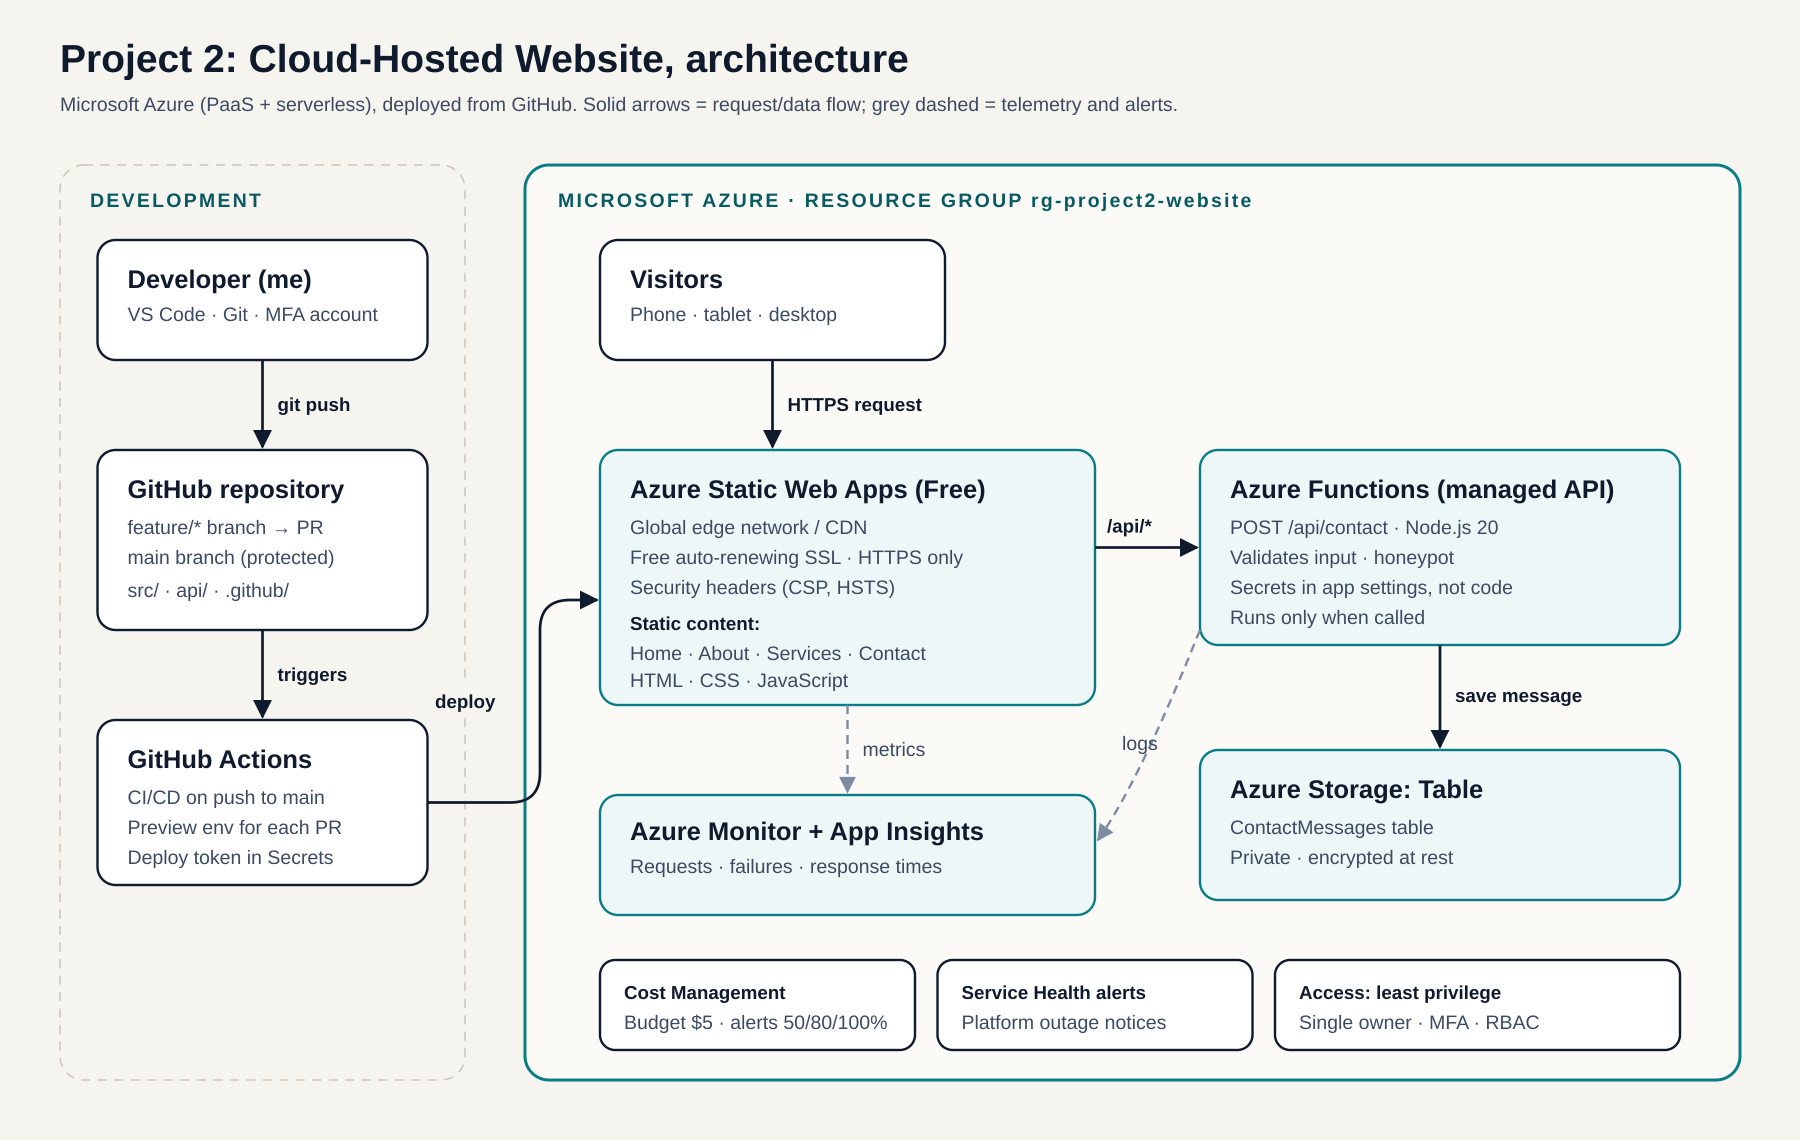 Project 2: Cloud-Hosted Website, architecture
Microsoft Azure (PaaS + serverless), deployed from GitHub. Solid arrows = request/data flow; grey dashed = telemetry and alerts.
DEVELOPMENT
Developer (me)
VS Code · Git · MFA account
git push
GitHub repository
feature/* branch → PR
main branch (protected)
src/ · api/ · .github/
triggers
deploy
GitHub Actions
CI/CD on push to main
Preview env for each PR
Deploy token in Secrets
MICROSOFT AZURE · RESOURCE GROUP rg-project2-website
Visitors
Phone · tablet · desktop
HTTPS request
Azure Static Web Apps (Free)
Global edge network / CDN
Free auto-renewing SSL · HTTPS only
Security headers (CSP, HSTS)
Static content:
Home · About · Services · Contact
HTML · CSS · JavaScript
/api/*
Azure Functions (managed API)
POST /api/contact · Node.js 20
Validates input · honeypot
Secrets in app settings, not code
Runs only when called
metrics
logs
save message
Azure Monitor + App Insights
Requests · failures · response times
Azure Storage: Table
ContactMessages table
Private · encrypted at rest
Cost Management
Budget $5 · alerts 50/80/100%
Service Health alerts
Platform outage notices
Access: least privilege
Single owner · MFA · RBAC